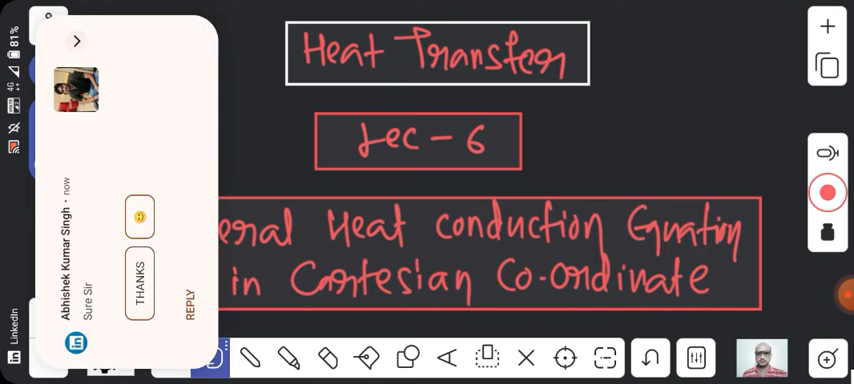 81%
4G
Heat Transfer
Lec - 6
eral Heat conduction Equation
in Cartesian Co-Ordinate
Abhishek Kumar Singh • now
Sure Sir
THANKS
REPLY
LinkedIn